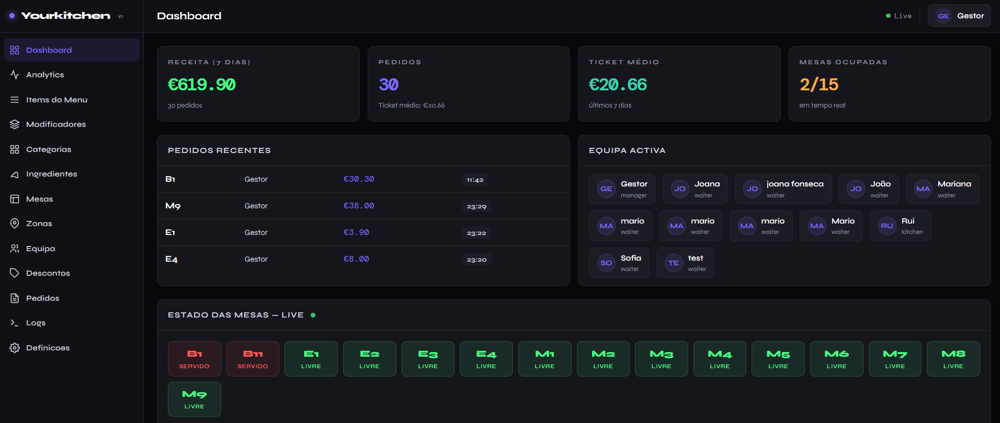 Yourkitchen V1
Dashboard
Live
GE Gestor
Dashboard
Analytics
Items do Menu
Modificadores
Categorias
Ingredientes
Mesas
Zonas
Equipa
Descontos
Pedidos
Logs
Definicoes
RECEITA (7 DIAS)
€619.90
30 pedidos
PEDIDOS
30
Ticket médio: €20.66
TICKET MÉDIO
€20.66
últimos 7 dias
MESAS OCUPADAS
2/15
em tempo real
PEDIDOS RECENTES
B1 Gestor €30.30 11:42
M9 Gestor €38.00 23:29
E1 Gestor €3.90 23:22
E4 Gestor €8.00 23:20
EQUIPA ACTIVA
GE Gestor
manager
JO Joana
waiter
JO joana fonseca
waiter
JO João
waiter
MA Mariana
waiter
MA mario
waiter
MA mario
waiter
MA mario
waiter
MA Mario
waiter
RU Rui
kitchen
SO Sofia
waiter
TE test
waiter
ESTADO DAS MESAS — LIVE
B1
SERVIDO
B11
SERVIDO
E1
LIVRE
E2
LIVRE
E3
LIVRE
E4
LIVRE
M1
LIVRE
M2
LIVRE
M3
LIVRE
M4
LIVRE
M5
LIVRE
M6
LIVRE
M7
LIVRE
M8
LIVRE
M9
LIVRE